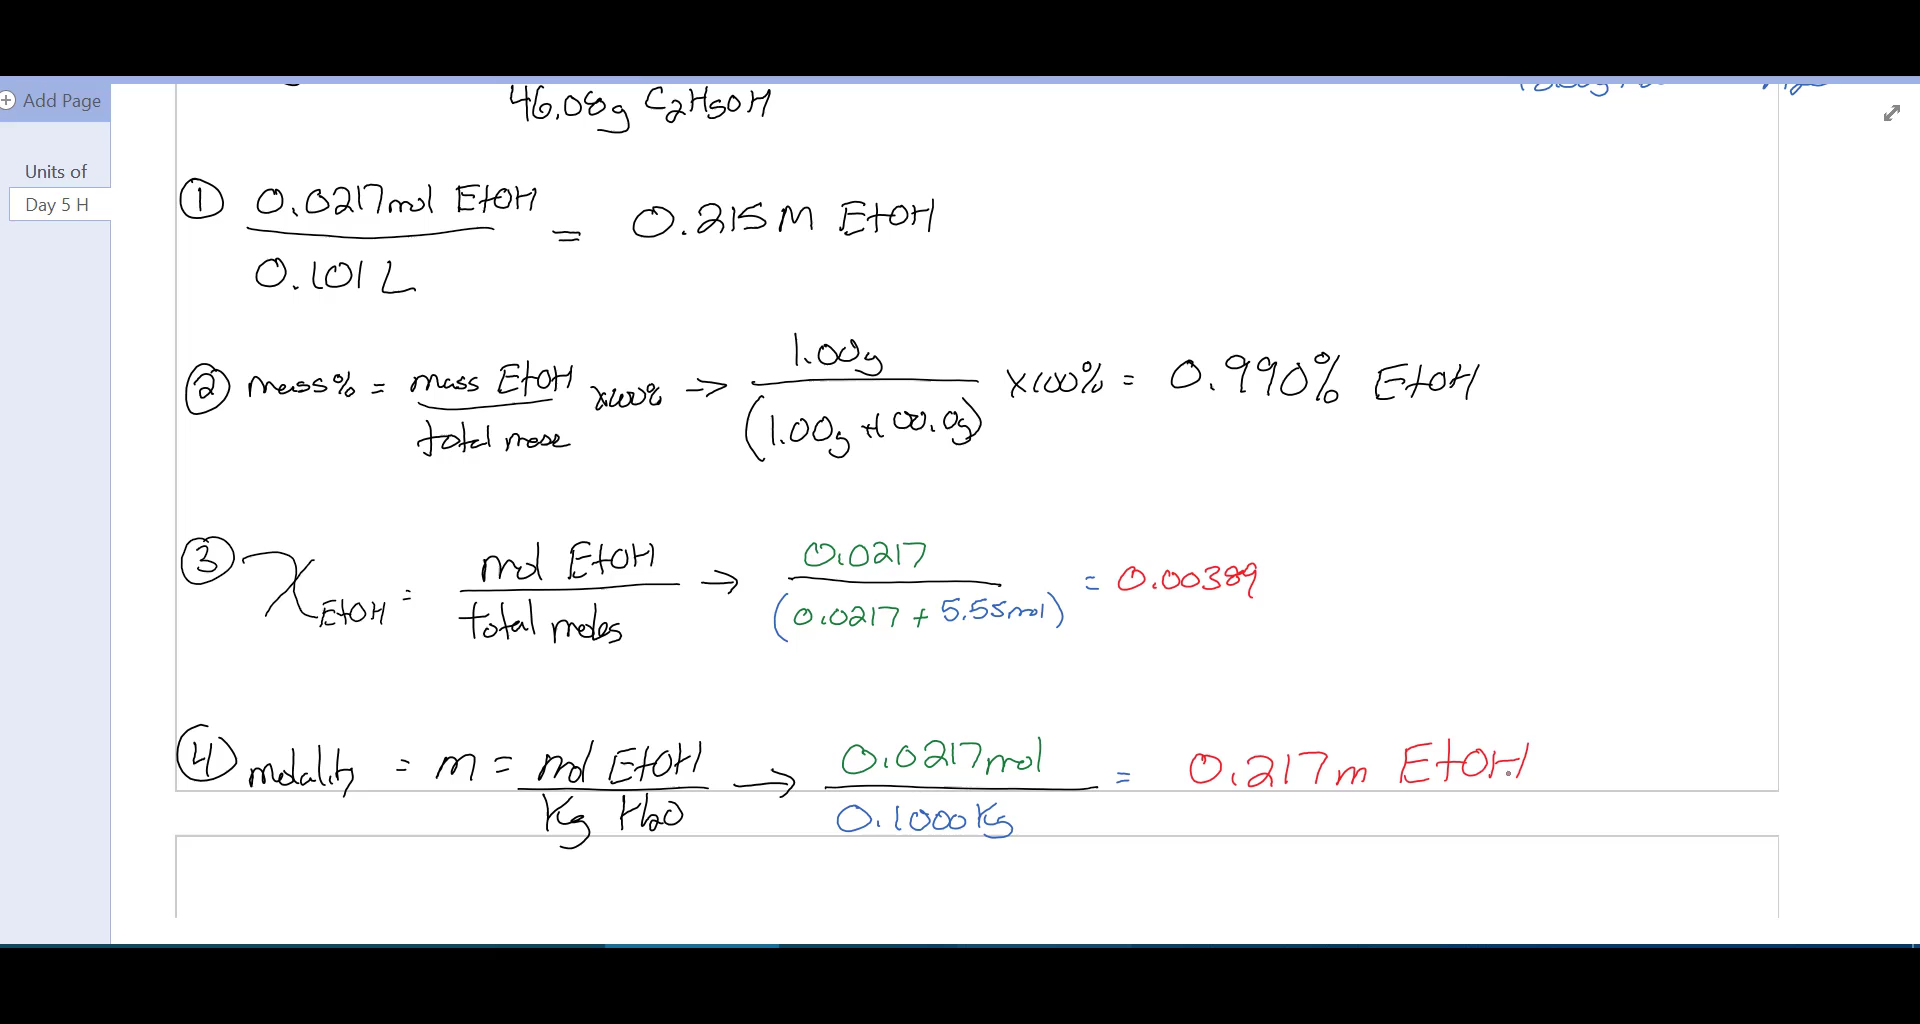 Add Page
Units of
Day 5 H
46.08g C2H5OH
① 0.0217mol EtOH
0.101 L
= 0.215 M EtOH
② mass% = mass EtOH
total mass
x100% → 1.00g
(1.00g + 100.0g)
x100% = 0.990% EtOH
③ χEtOH = mol EtOH
total moles
→ 0.0217
(0.0217 + 5.55mol)
= 0.00389
④ molality = m = mol EtOH
Kg H2O
→ 0.0217mol
0.1000Kg
= 0.217m EtOH